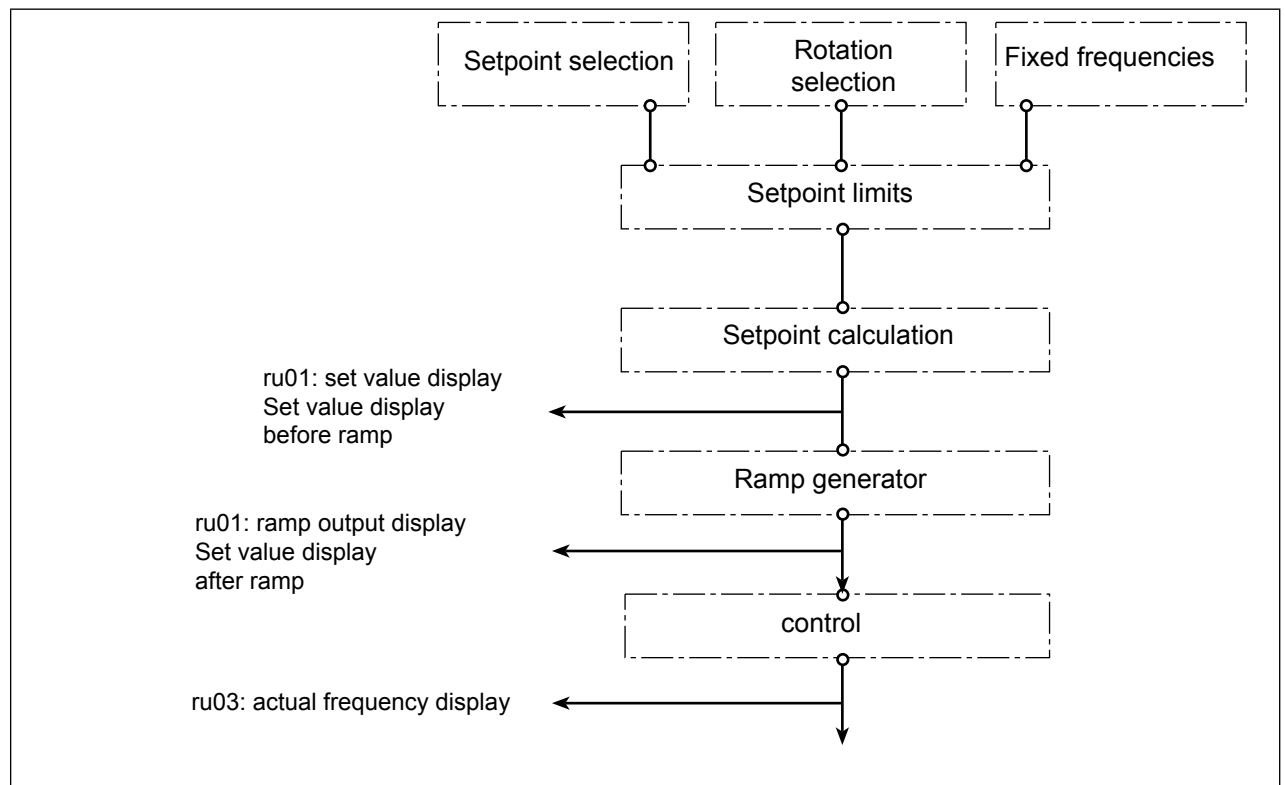 Setpoint selection
Rotation
selection
Fixed frequencies
Setpoint limits
Setpoint calculation
ru01: set value display
Set value display
before ramp
Ramp generator
ru01: ramp output display
Set value display
after ramp
control
ru03: actual frequency display